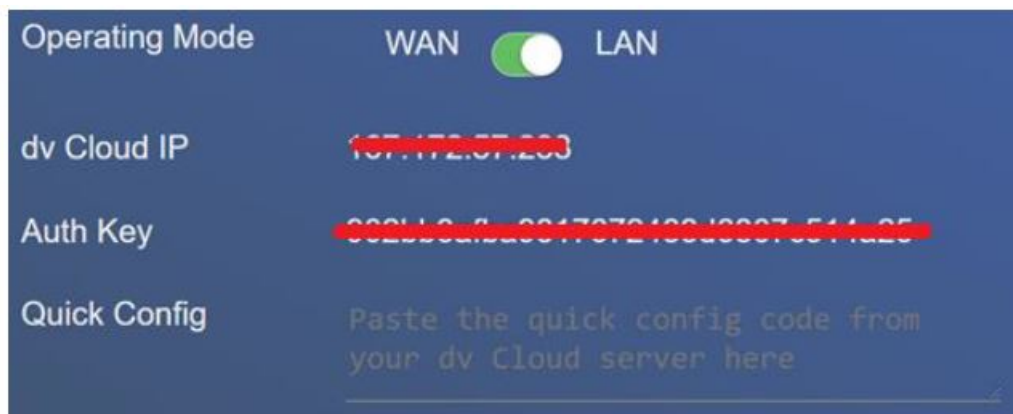 Operating Mode WAN LAN
dv Cloud IP
Auth Key
Quick Config Paste the quick config code from
your dv Cloud server here